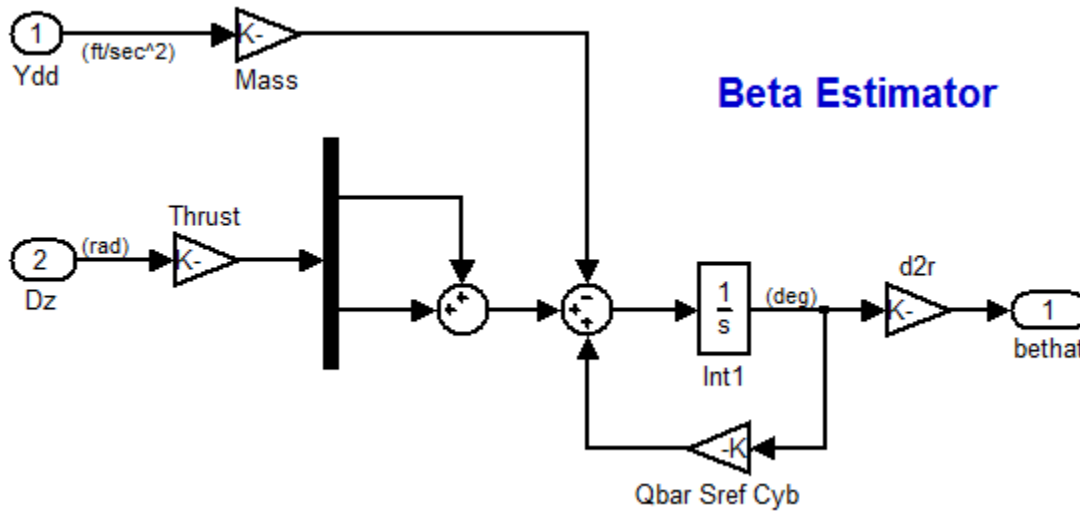 1
Ydd
(ft/sec^2)
K-
Mass
Beta Estimator
Thrust
2
Dz
(rad)
K-
+
+
-
+
+
1
s
Int1
(deg)
d2r
K-
1
bethaf
-K
Qbar Sref Cyb